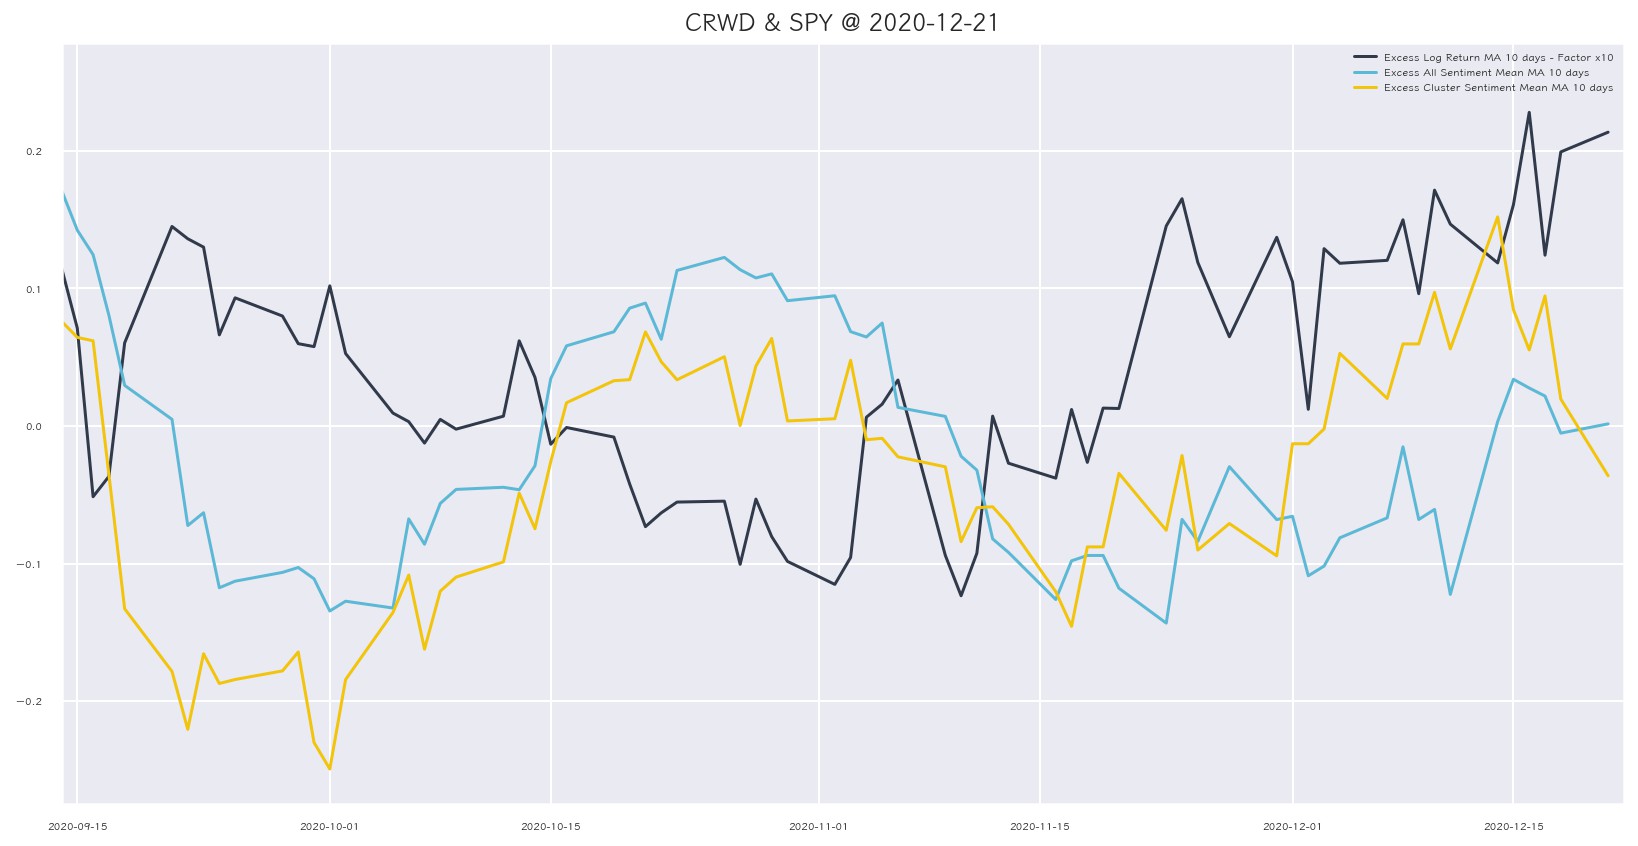 CRWD & SPY @ 2020-12-21
Excess Log Return MA 10 days - Factor x10
Excess All Sentiment Mean MA 10 days
Excess Cluster Sentiment Mean MA 10 days
0.2
0.1
0.0
−0.1
−0.2
2020-09-15 2020-10-01 2020-10-15 2020-11-01 2020-11-15 2020-12-01 2020-12-15